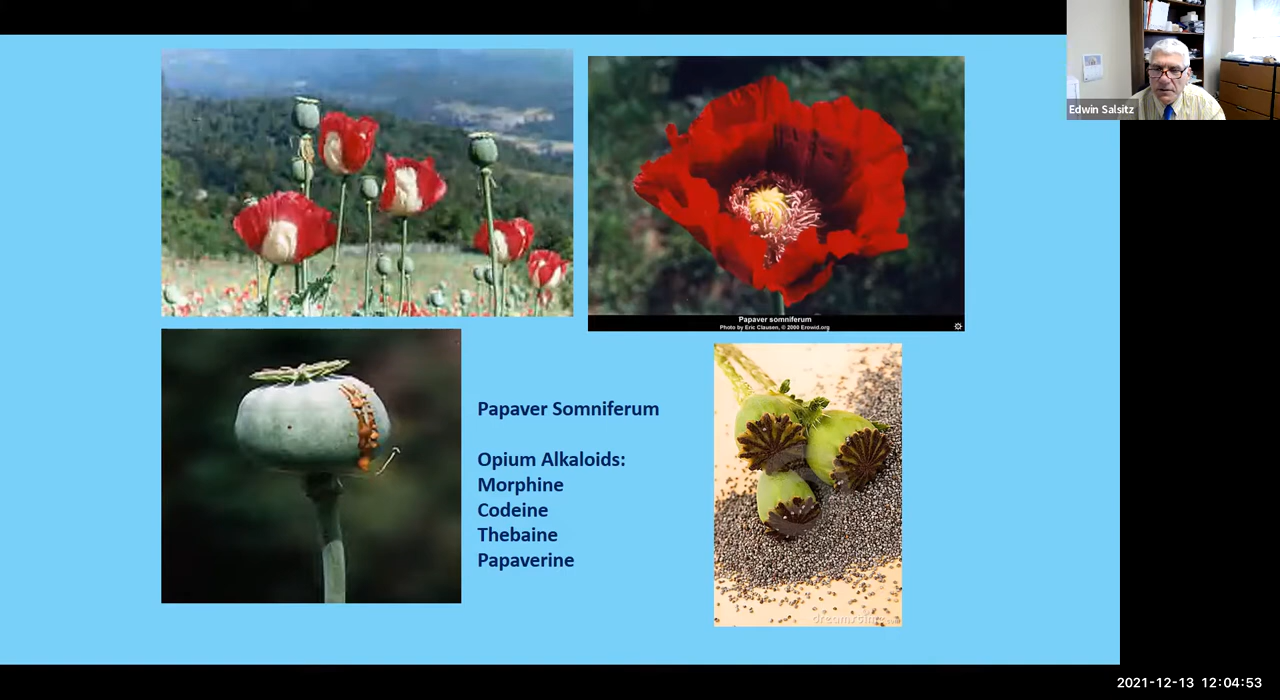 Edwin Salsitz
Papaver somniferum
Photo by Eric Clausen, © 2000 Erowid.org
Papaver Somniferum
Opium Alkaloids:
Morphine
Codeine
Thebaine
Papaverine
dreamstime
2021-12-13 12:04:53